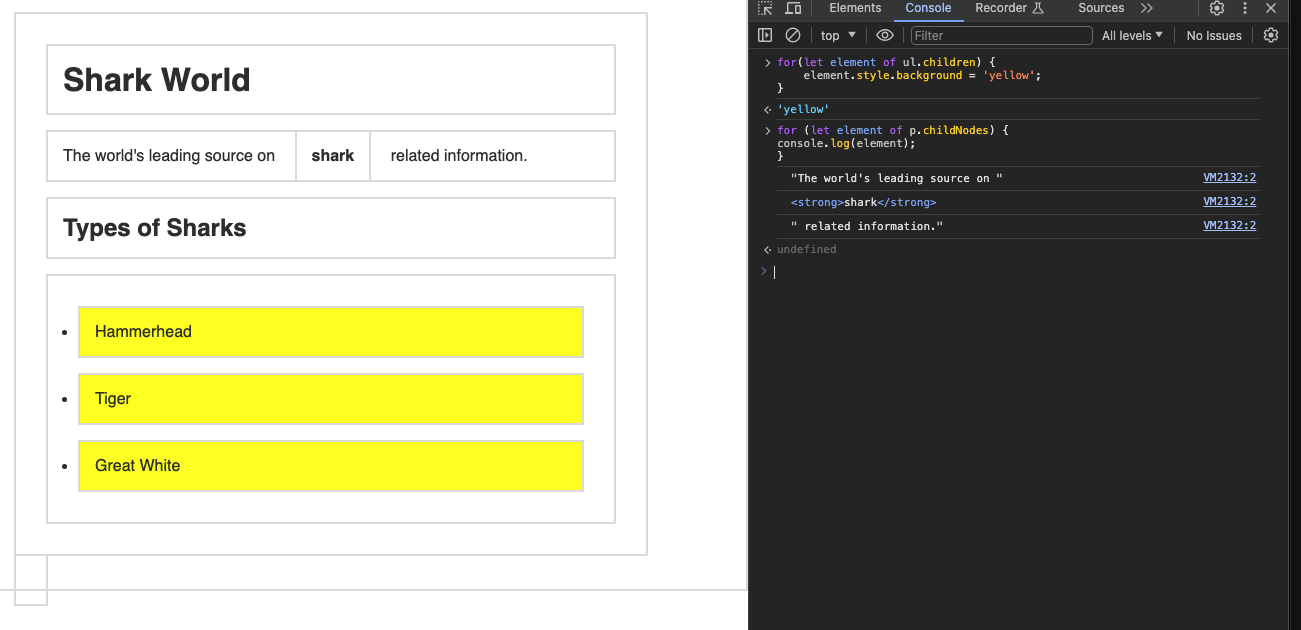 Shark World
The world's leading source on shark related information.
Types of Sharks
Hammerhead
Tiger
Great White
Elements Console Recorder Sources
top Filter All levels No Issues
for(let element of ul.children) {
element.style.background = 'yellow';
}
'yellow'
for (let element of p.childNodes) {
console.log(element);
}
"The world's leading source on " VM2132:2
<strong>shark</strong> VM2132:2
" related information." VM2132:2
undefined